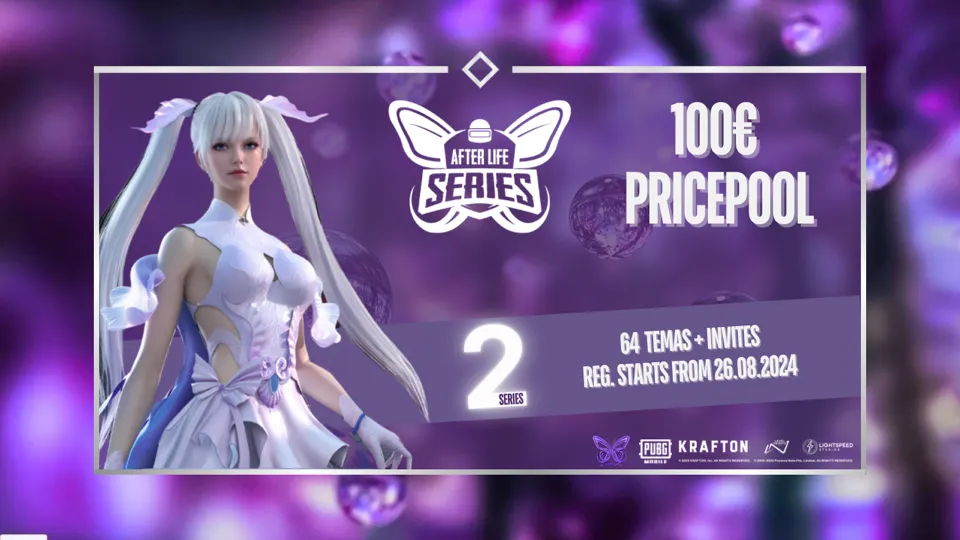 AFTER LIFE
SERIES
100€
PRICEPOOL
2
SERIES
64 TEMAS + INVITES
REG. STARTS FROM 26.08.2024
PUBG
MOBILE
KRAFTON
LIGHTSPEED
STUDIOS